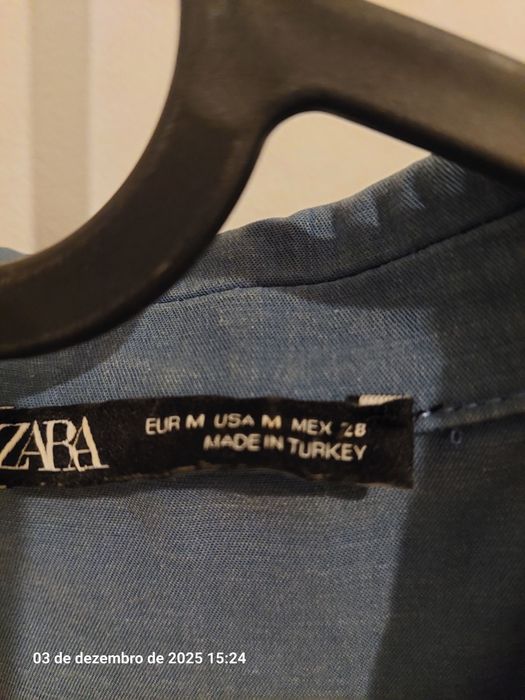 ZARA
EUR M USA M MEX 28
MADE IN TURKEY
03 de dezembro de 2025 15:24